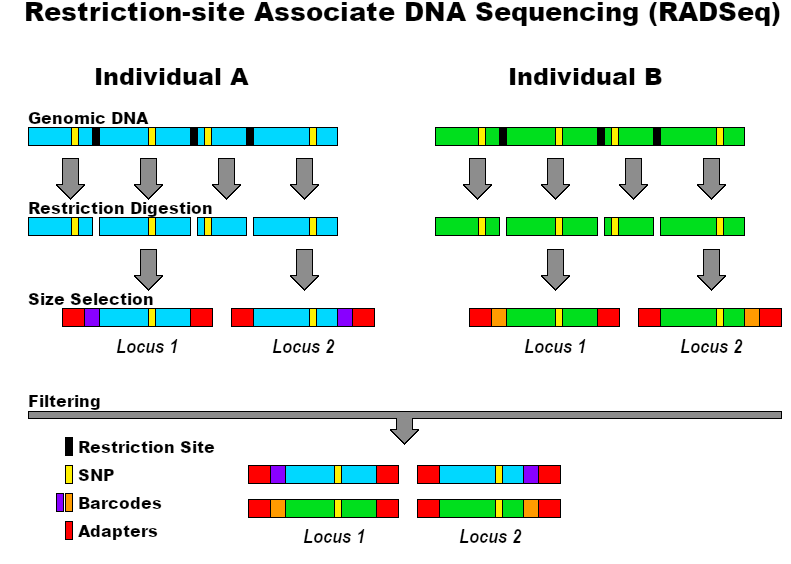 Restriction-site Associate DNA Sequencing (RADSeq)
Individual A
Individual B
Genomic DNA
Restriction Digestion
Size Selection
Locus 1
Locus 2
Locus 1
Locus 2
Filtering
Restriction Site
SNP
Barcodes
Adapters
Locus 1
Locus 2